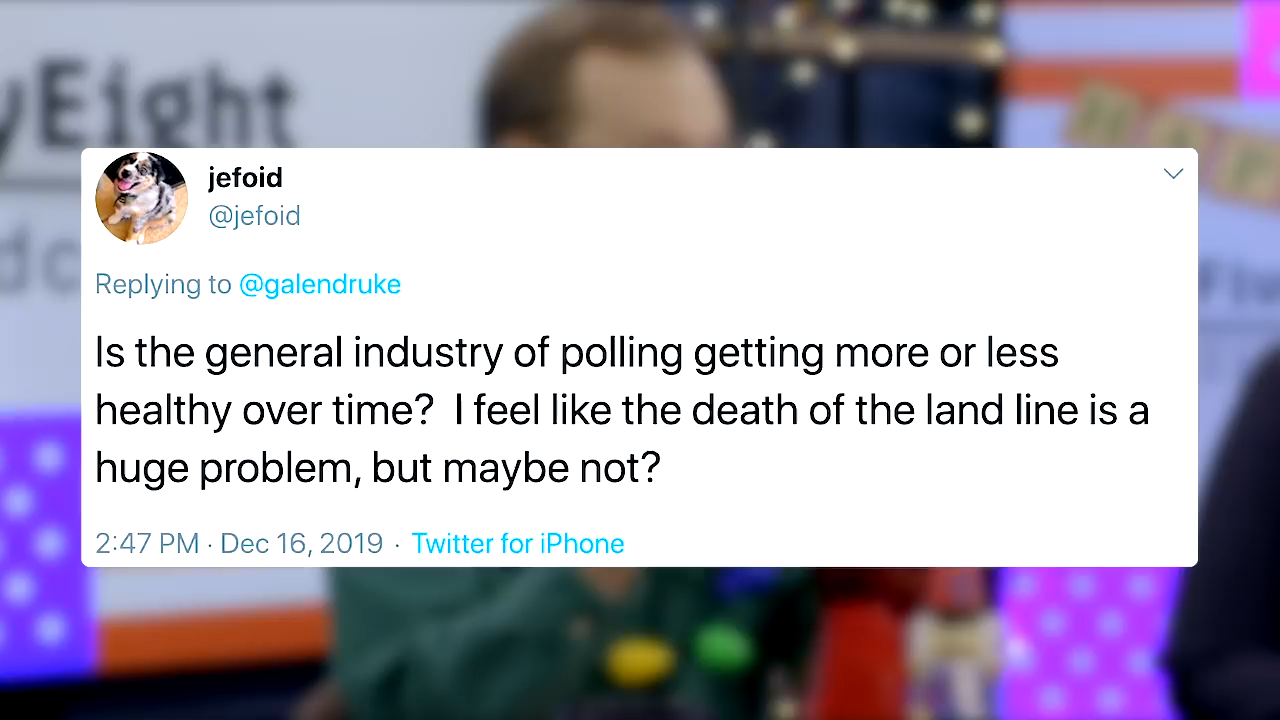 yEight
jefoid
@jefoid
Replying to @galendruke
Is the general industry of polling getting more or less
healthy over time?  I feel like the death of the land line is a
huge problem, but maybe not?
2:47 PM · Dec 16, 2019 · Twitter for iPhone